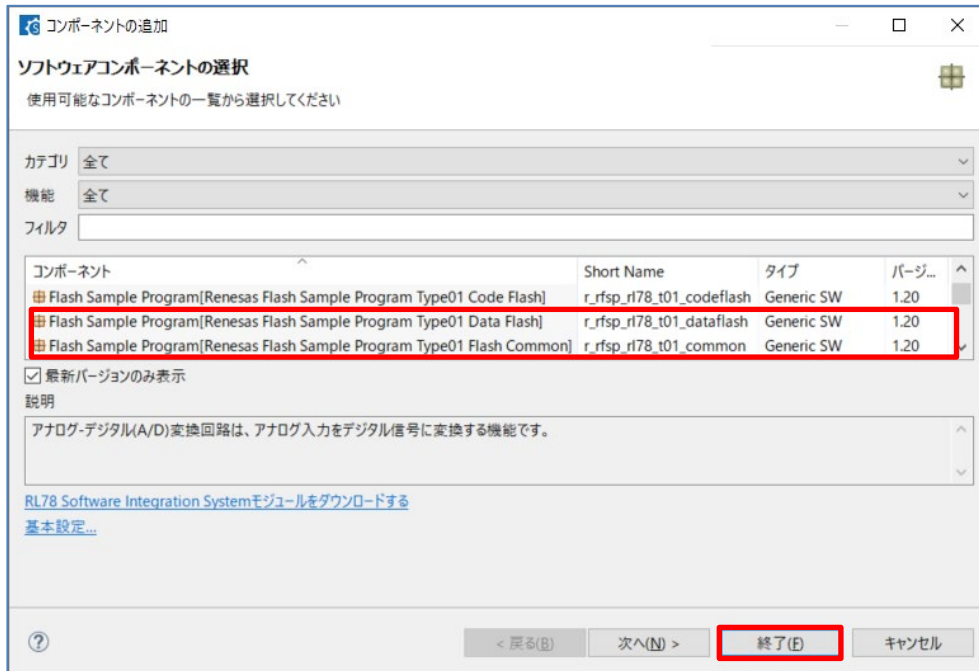 コンポーネントの追加
ソフトウェアコンポーネントの選択
使用可能なコンポーネントの一覧から選択してください
カテゴリ 全て
機能 全て
フィルタ
コンポーネント Short Name タイプ バージ...
Flash Sample Program[Renesas Flash Sample Program Type01 Code Flash] r_rfsp_rl78_t01_codeflash Generic SW 1.20
Flash Sample Program[Renesas Flash Sample Program Type01 Data Flash] r_rfsp_rl78_t01_dataflash Generic SW 1.20
Flash Sample Program[Renesas Flash Sample Program Type01 Flash Common] r_rfsp_rl78_t01_common Generic SW 1.20
最新バージョンのみ表示
説明
アナログ-デジタル(A/D)変換回路は、アナログ入力をデジタル信号に変換する機能です。
RL78 Software Integration Systemモジュールをダウンロードする
基本設定...
< 戻る(B) 次へ(N) > 終了(F) キャンセル